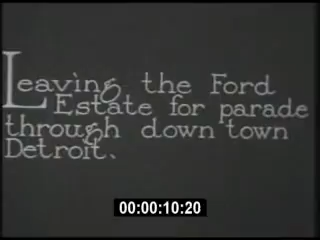 Leaving the Ford
Estate for parade
through down town
Detroit.
00:00:10:20